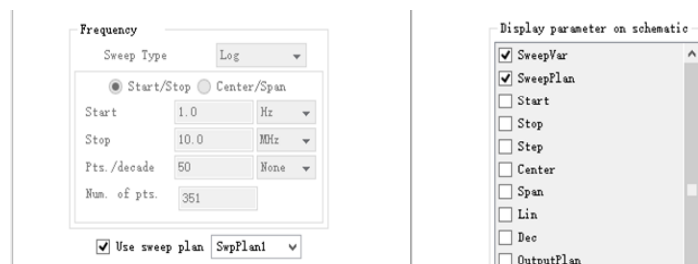 Frequency
Sweep Type Log
Start/Stop Center/Span
Start 1.0 Hz
Stop 10.0 MHz
Pts./decade 50 None
Num. of pts. 351
Use sweep plan SwpPlan1
Display parameter on schematic
SweepVar
SweepPlan
Start
Stop
Step
Center
Span
Lin
Dec
OutputPlan